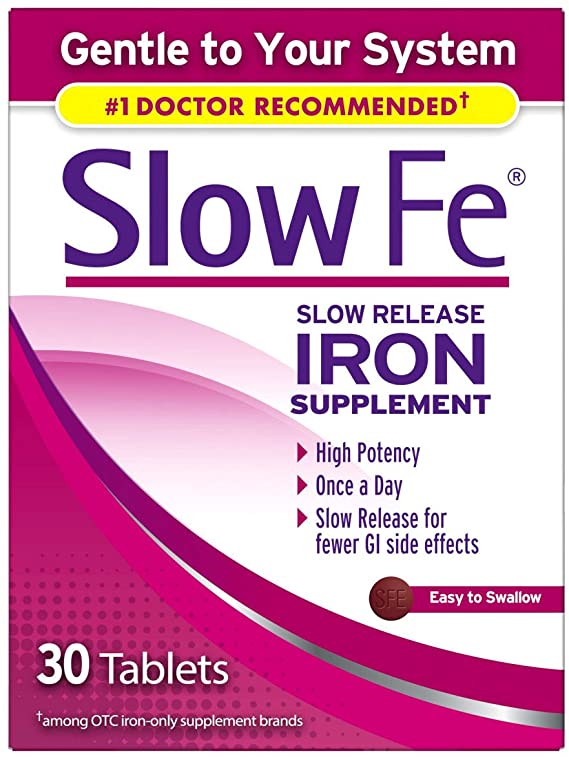 Gentle to Your System
#1 DOCTOR RECOMMENDED†
Slow Fe®
SLOW RELEASE
IRON
SUPPLEMENT
High Potency
Once a Day
Slow Release for
fewer GI side effects
SFE
Easy to Swallow
30 Tablets
†among OTC iron-only supplement brands